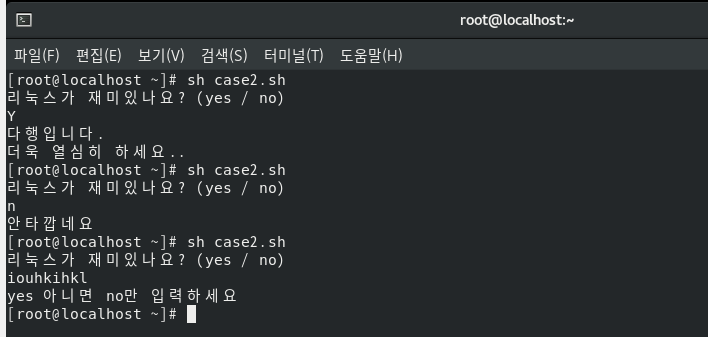 root@localhost:~
파일(F) 편집(E) 보기(V) 검색(S) 터미널(T) 도움말(H)
[root@localhost ~]# sh case2.sh
리눅스가 재미있나요? (yes / no)
Y
다행입니다.
더욱 열심히 하세요..
[root@localhost ~]# sh case2.sh
리눅스가 재미있나요? (yes / no)
n
안타깝네요
[root@localhost ~]# sh case2.sh
리눅스가 재미있나요? (yes / no)
iouhkihkl
yes 아니면 no만 입력하세요
[root@localhost ~]#